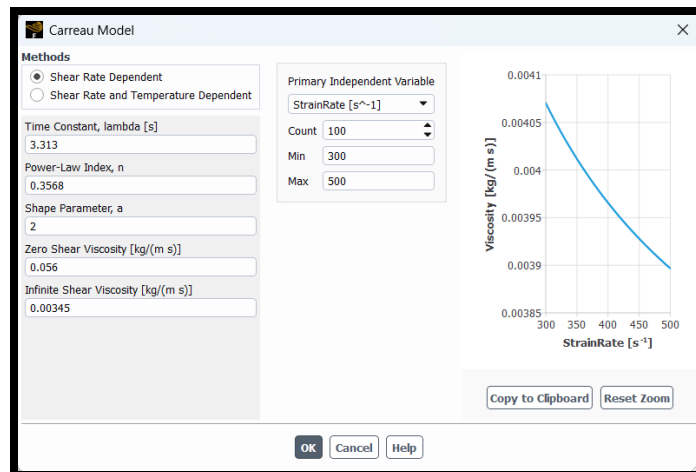 Carreau Model
Methods
Shear Rate Dependent
Shear Rate and Temperature Dependent
Time Constant, lambda [s]
3.313
Power-Law Index, n
0.3568
Shape Parameter, a
2
Zero Shear Viscosity [kg/(m s)]
0.056
Infinite Shear Viscosity [kg/(m s)]
0.00345
Primary Independent Variable
StrainRate [s^-1]
Count 100
Min 300
Max 500
Viscosity [kg/(m s)]
0.0041
0.00405
0.004
0.00395
0.0039
0.00385
300 350 400 450 500
StrainRate [s⁻¹]
Copy to Clipboard Reset Zoom
OK Cancel Help